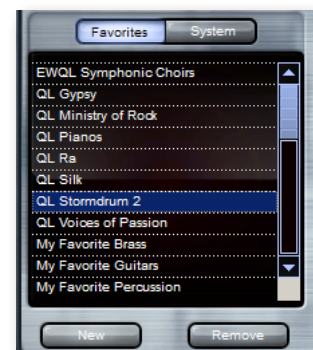 Favorites System
EWQL Symphonic Choirs
QL Gypsy
QL Ministry of Rock
QL Pianos
QL Ra
QL Silk
QL Stormdrum 2
QL Voices of Passion
My Favorite Brass
My Favorite Guitars
My Favorite Percussion
New Remove